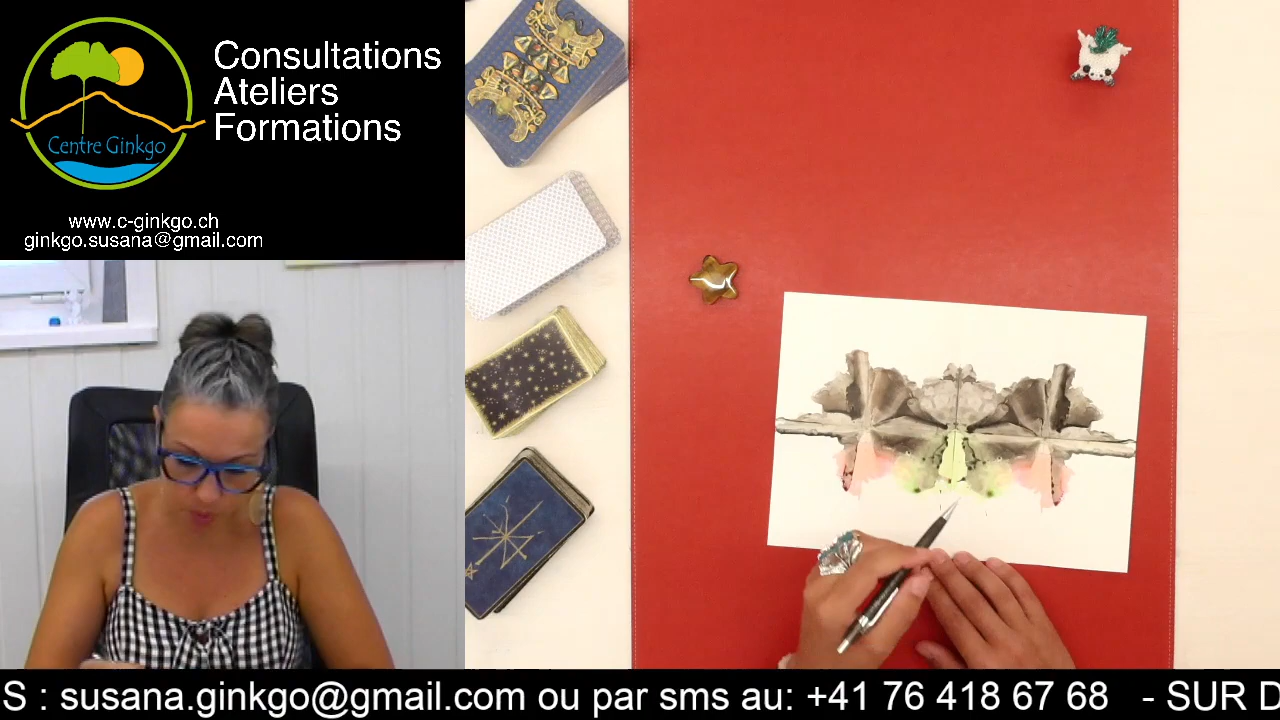 Consultations
Ateliers
Formations
Centre Ginkgo
www.c-ginkgo.ch
ginkgo.susana@gmail.com
S : susana.ginkgo@gmail.com ou par sms au: +41 76 418 67 68 - SUR D